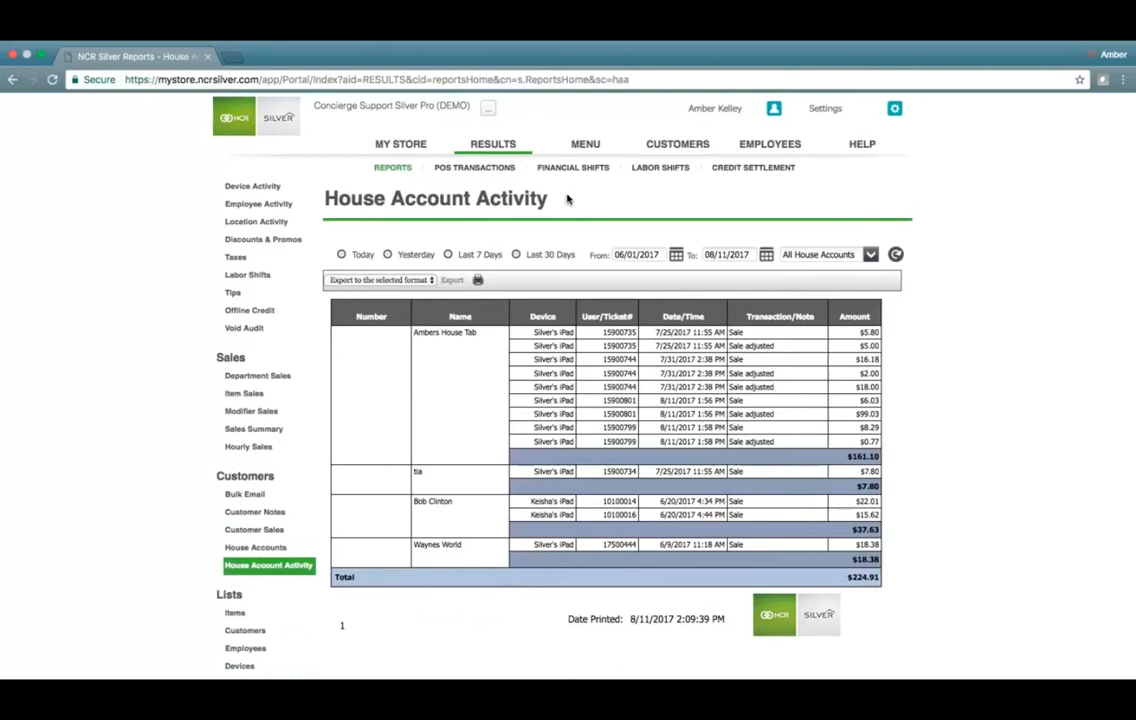 NCR Silver Reports - House A
Amber
Secure https://mystore.ncrsilver.com/app/Portal/Index?aid=RESULTS&cid=reportsHome&cn=s.ReportsHome&sc=haa
NCR SILVER
Concierge Support Silver Pro (DEMO) ...
Amber Kelley Settings
MY STORE RESULTS MENU CUSTOMERS EMPLOYEES HELP
REPORTS POS TRANSACTIONS FINANCIAL SHIFTS LABOR SHIFTS CREDIT SETTLEMENT
Device Activity
Employee Activity
Location Activity
Discounts & Promos
Taxes
Labor Shifts
Tips
Offline Credit
Void Audit
Sales
Department Sales
Item Sales
Modifier Sales
Sales Summary
Hourly Sales
Customers
Bulk Email
Customer Notes
Customer Sales
House Accounts
House Account Activity
Lists
Items
Customers
Employees
Devices
House Account Activity
Today Yesterday Last 7 Days Last 30 Days From: 06/01/2017 To: 08/11/2017 All House Accounts
Export to the selected format Export
Number Name Device User/Ticket# Date/Time Transaction/Note Amount
Ambers House Tab Silver's iPad 15900735 7/25/2017 11:55 AM Sale $5.80
Silver's iPad 15900735 7/25/2017 11:55 AM Sale adjusted $5.00
Silver's iPad 15900744 7/31/2017 2:38 PM Sale $16.18
Silver's iPad 15900744 7/31/2017 2:38 PM Sale adjusted $2.00
Silver's iPad 15900744 7/31/2017 2:38 PM Sale adjusted $18.00
Silver's iPad 15900801 8/11/2017 1:56 PM Sale $6.03
Silver's iPad 15900801 8/11/2017 1:56 PM Sale adjusted $99.03
Silver's iPad 15900799 8/11/2017 1:58 PM Sale $8.29
Silver's iPad 15900799 8/11/2017 1:58 PM Sale adjusted $0.77
$161.10
tia Silver's iPad 15900734 7/25/2017 11:55 AM Sale $7.80
$7.80
Bob Clinton Keisha's iPad 10100014 6/20/2017 4:34 PM Sale $22.01
Keisha's iPad 10100016 6/20/2017 4:44 PM Sale $15.62
$37.63
Waynes World Silver's iPad 17500444 6/9/2017 11:18 AM Sale $18.38
$18.38
Total $224.91
1 Date Printed: 8/11/2017 2:09:39 PM NCR SILVER